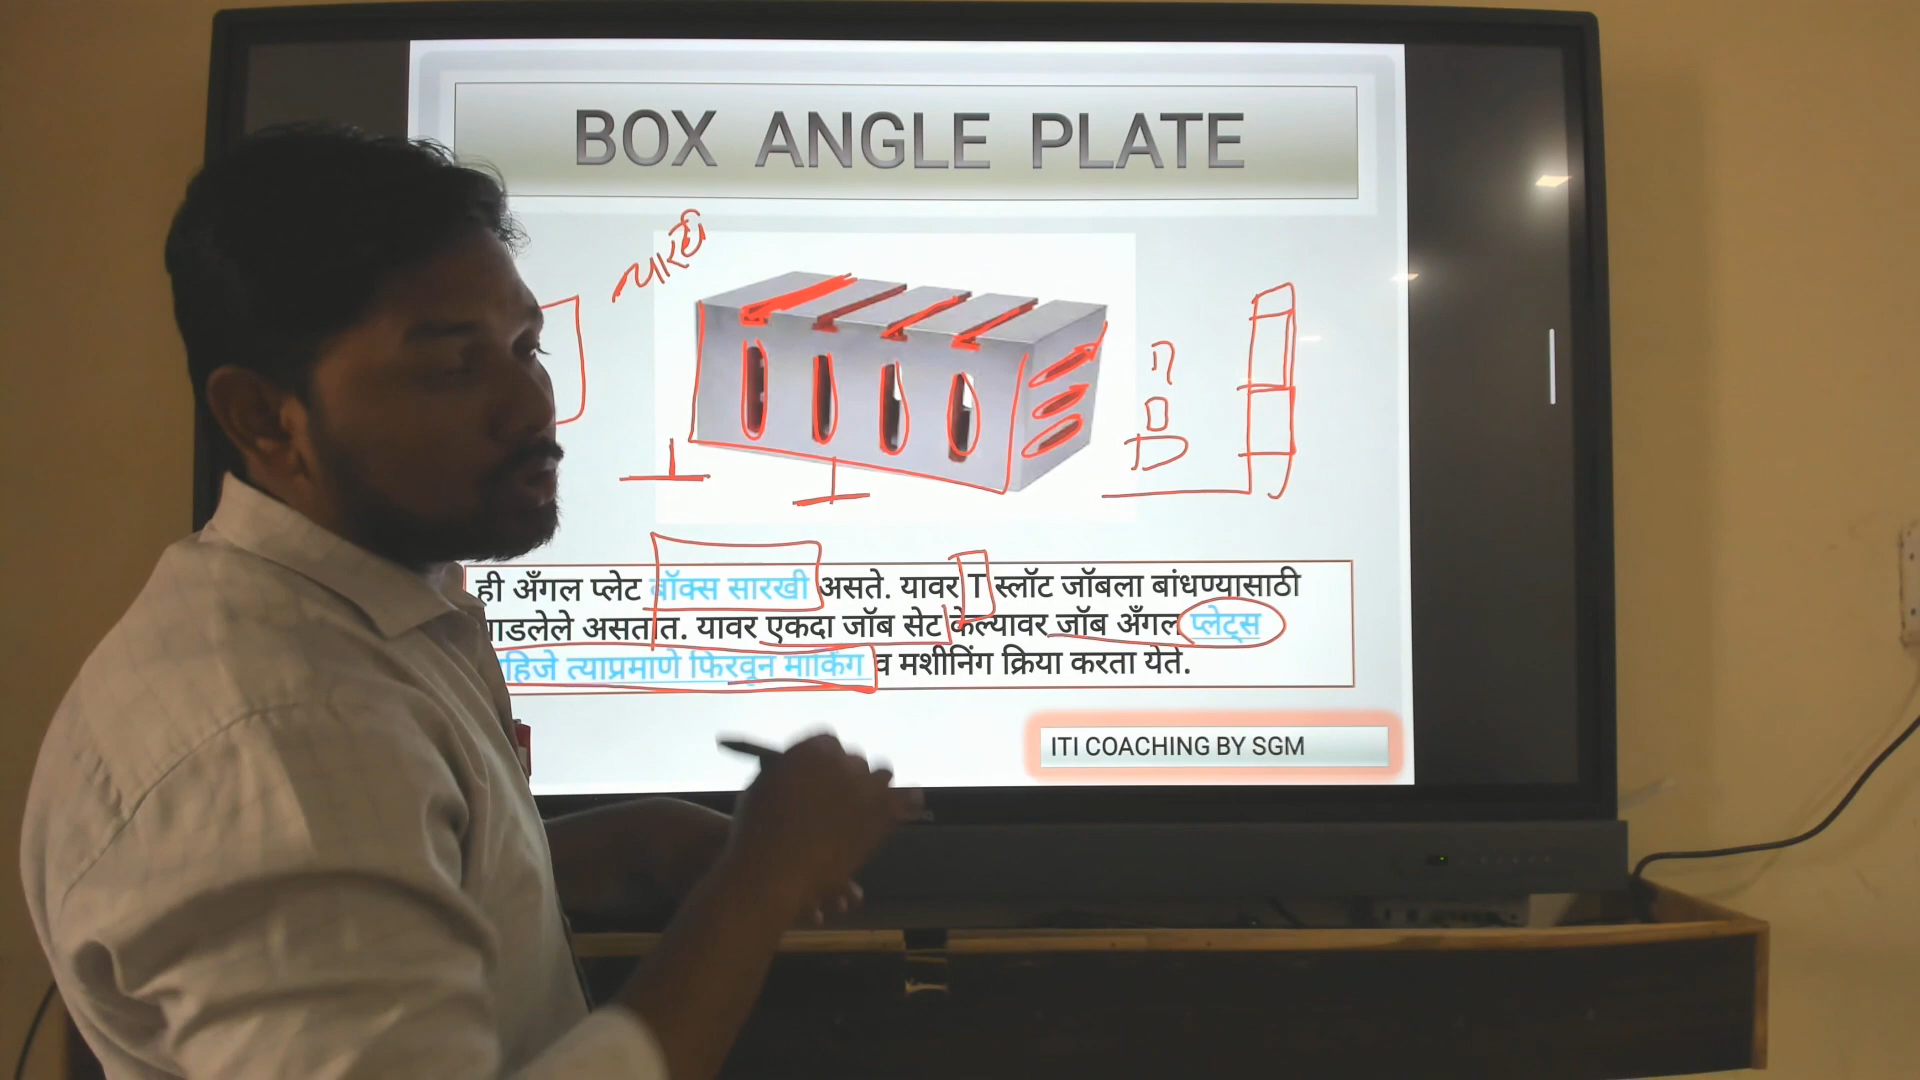 BOX ANGLE PLATE
ही अँगल प्लेट बॉक्स सारखी असते. यावर T स्लॉट जॉबला बांधण्यासाठी
असतात. यावर एकदा जॉब सेट केल्यावर जॉब अँगल प्लेट्स
त्याप्रमाणे फिरवून मार्किंग व मशीनिंग क्रिया करता येते.
ITI COACHING BY SGM